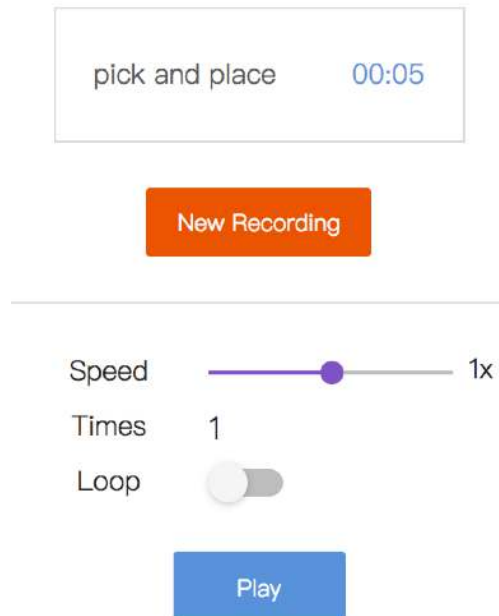 pick and place 00:05
New Recording
Speed 1x
Times 1
Loop
Play